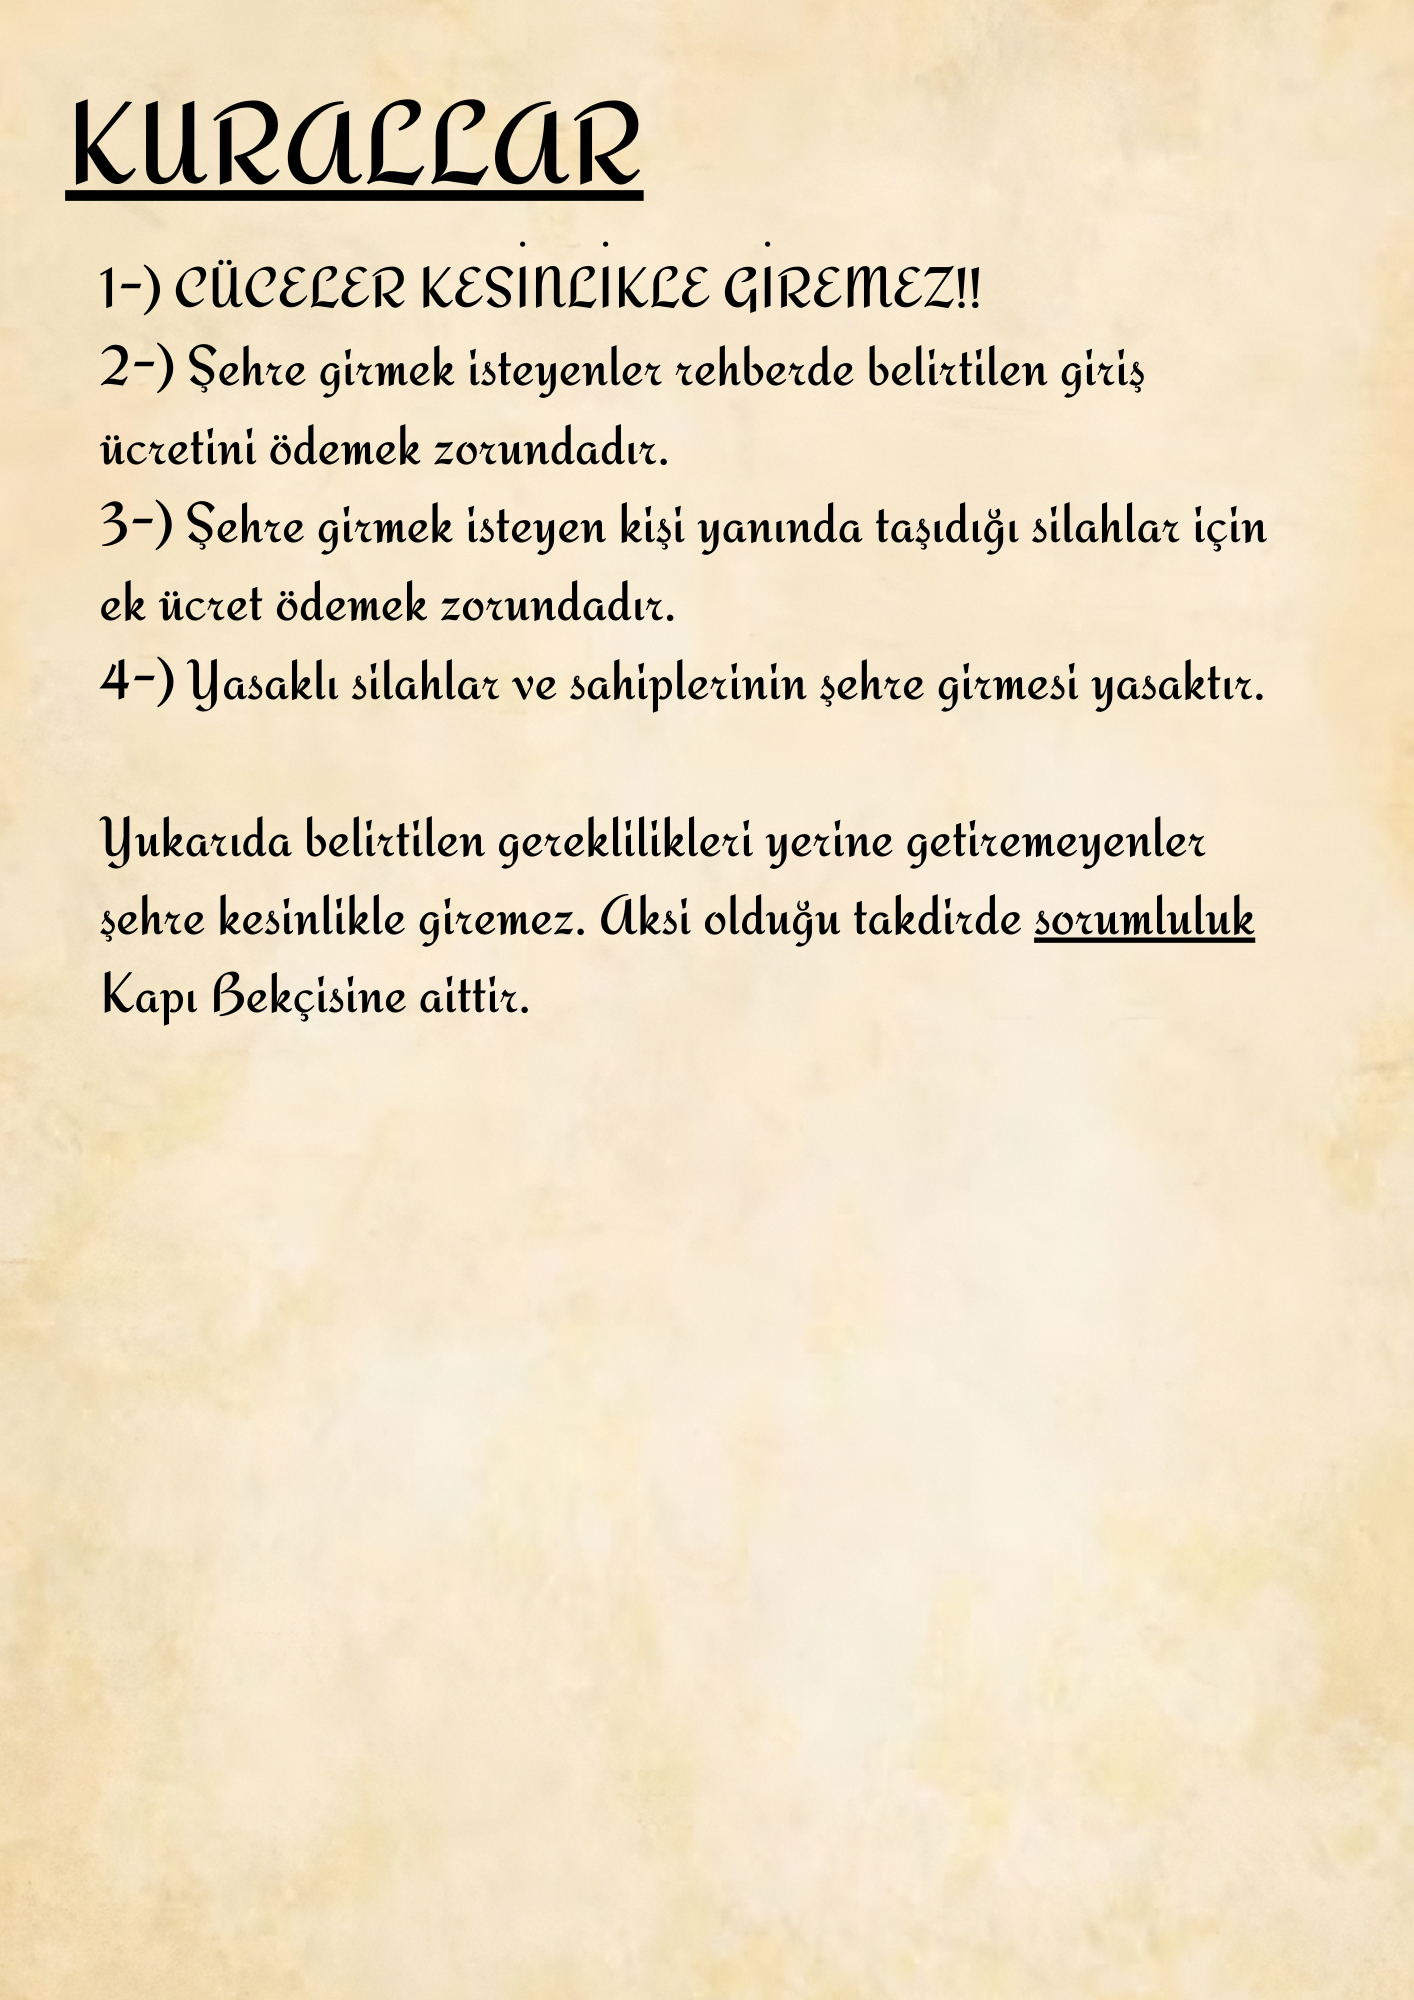 KURALLAR
1-) CÜCELER KESİNLİKLE GİREMEZ!!
2-) Şehre girmek isteyenler rehberde belirtilen giriş
ücretini ödemek zorundadır.
3-) Şehre girmek isteyen kişi yanında taşıdığı silahlar için
ek ücret ödemek zorundadır.
4-) Yasaklı silahlar ve sahiplerinin şehre girmesi yasaktır.
Yukarıda belirtilen gereklilikleri yerine getiremeyenler
şehre kesinlikle giremez. Aksi olduğu takdirde sorumluluk
Kapı Bekçisine aittir.